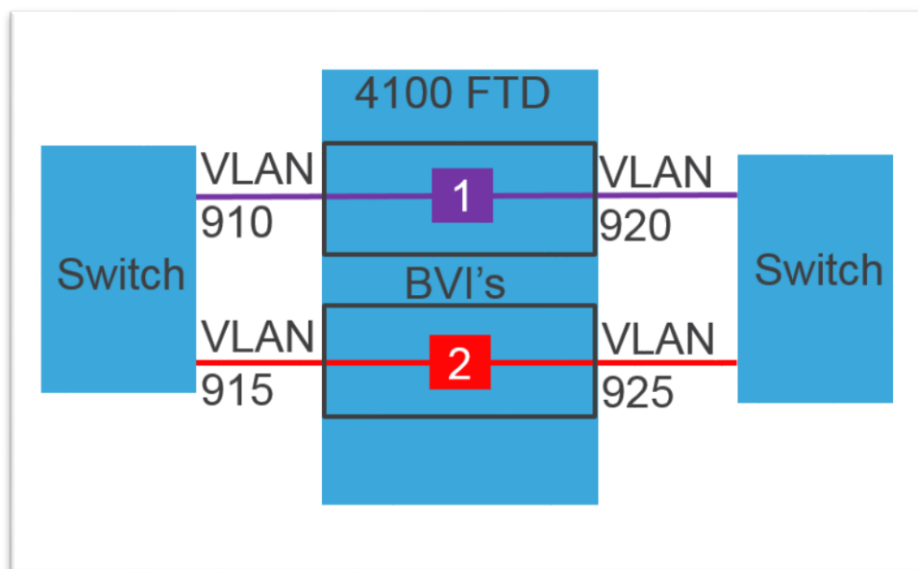 4100 FTD
VLAN
910
1
VLAN
920
Switch
BVI's
Switch
VLAN
915
2
VLAN
925